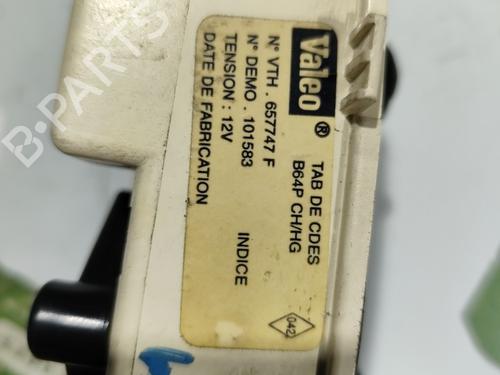 Valeo ®
TAB DE CDES
B64P CH/HG
N° VTH . 657747 F
N° DEMO . 101583
TENSION : 12V
INDICE
DATE DE FABRICATION
042
B-PARTS